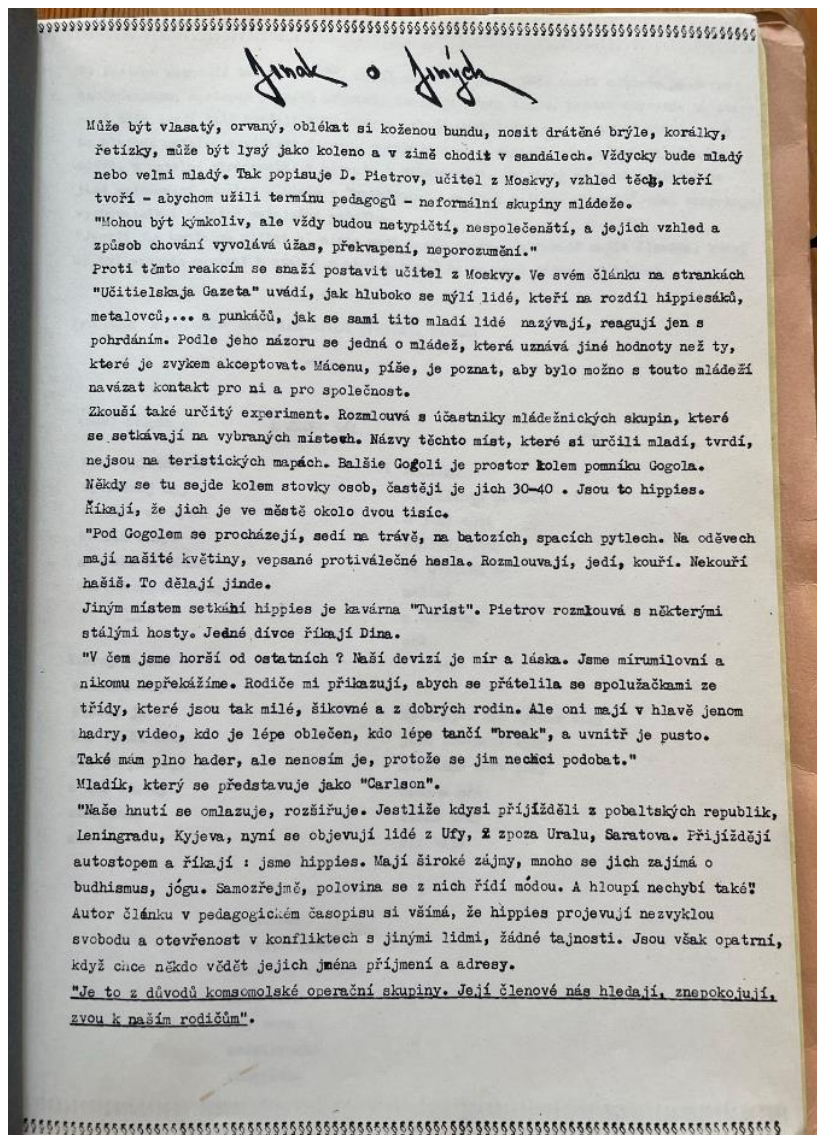 Jinak o Jiných
Může být vlasatý, orvaný, oblékat si koženou bundu, nosit drátěné brýle, korálky,
řetízky, může být lysý jako koleno a v zimě chodit v sandálech. Vždycky bude mladý
nebo velmi mladý. Tak popisuje D. Pietrov, učitel z Moskvy, vzhled těch, kteří
tvoří - abychom užili termínu pedagogů - neformální skupiny mládeže.
"Mohou být kýmkoliv, ale vždy budou netypičtí, nespolečenští, a jejich vzhled a
způsob chování vyvolává úžas, překvapení, neporozumění."
Proti těmto reakcím se snaží postavit učitel z Moskvy. Ve svém článku na strankách
"Učitielskaja Gazeta" uvádí, jak hluboko se mýlí lidé, kteří na rozdíl hippiesáků,
metalovců,... a punkáčů, jak se sami tito mladí lidé nazývají, reagují jen s
pohrdáním. Podle jeho názoru se jedná o mládež, která uznává jiné hodnoty než ty,
které je zvykem akceptovat. Mácenu, píše, je poznat, aby bylo možno s touto mládeží
navázat kontakt pro ni a pro společnost.
Zkouší také určitý experiment. Rozmlouvá s účastniky mládežnických skupin, které
se setkávají na vybraných místech. Názvy těchto míst, které si určili mladí, tvrdí,
nejsou na teristických mapách. Balšie Gogoli je prostor kolem pomníku Gogola.
Někdy se tu sejde kolem stovky osob, častěji je jich 30-40 . Jsou to hippies.
Říkají, že jich je ve městě okolo dvou tisíc.
"Pod Gogolem se procházejí, sedí na trávě, na batozích, spacích pytlech. Na oděvech
mají našité květiny, vepsané protiválečné hesla. Rozmlouvají, jedí, kouří. Nekouří
hašiš. To dělají jinde.
Jiným místem setkání hippies je kavárna "Turist". Pietrov rozmlouvá s některými
stálými hosty. Jedné dívce říkají Dina.
"V čem jsme horší od ostatních ? Naší devizí je mír a láska. Jsme mírumilovní a
nikomu nepřekážíme. Rodiče mi přikazují, abych se přátelila se spolužačkami ze
třídy, které jsou tak milé, šikovné a z dobrých rodin. Ale oni mají v hlavě jenom
hadry, video, kdo je lépe oblečen, kdo lépe tančí "break", a uvnitř je pusto.
Také mám plno hader, ale nenosím je, protože se jim nechci podobat."
Mladík, který se představuje jako "Carlson".
"Naše hnutí se omlazuje, rozšiřuje. Jestliže kdysi příjížděli z pobaltských republik,
Leningradu, Kyjeva, nyní se objevují lidé z Ufy, z zpoza Uralu, Saratova. Přijíždějí
autostopem a říkají : jsme hippies. Mají široké zájmy, mnoho se jich zajímá o
budhismus, jógu. Samozřejmě, polovina se z nich řídí módou. A hloupí nechybí také".
Autor článku v pedagogickém časopisu si všímá, že hippies projevují nezvyklou
svobodu a otevřenost v konfliktech s jinými lidmi, žádné tajnosti. Jsou však opatrní,
když chce někdo vědět jejich jména příjmení a adresy.
"Je to z důvodů komsomolské operační skupiny. Její členové nás hledají, znepokojují,
zvou k naším rodičům".